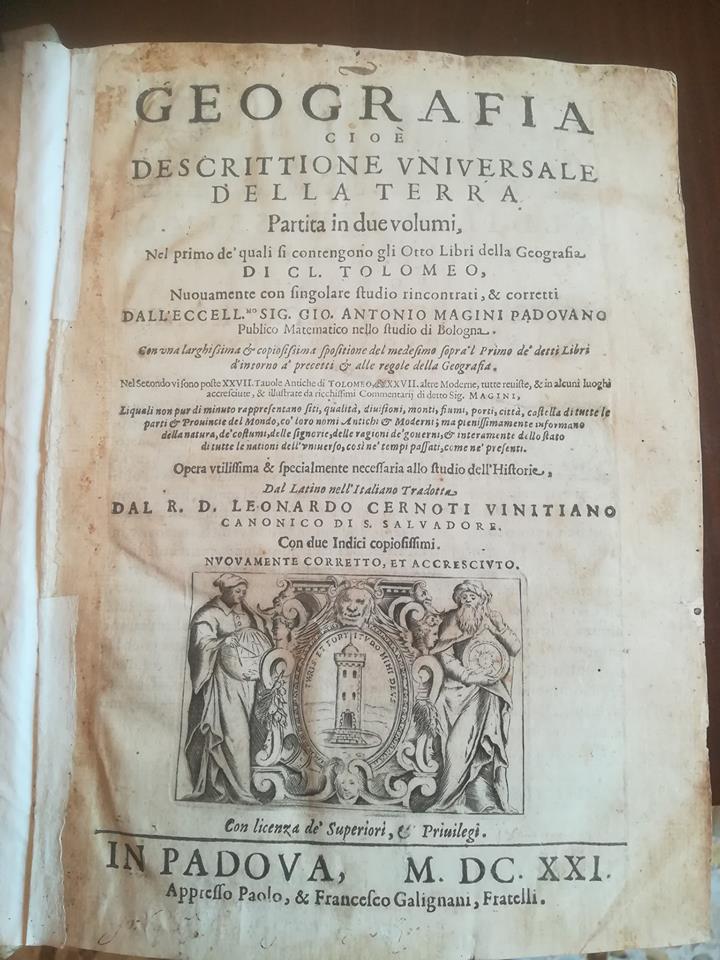 GEOGRAFIA
CIOÈ
DESCRITTIONE VNIVERSALE
DELLA TERRA
Partita in due volumi,
Nel primo de' quali si contengono gli Otto Libri della Geografia
DI CL. TOLOMEO,
Nuouamente con singolare studio rincontrati, & corretti
DALL'ECCELL.MO SIG. GIO. ANTONIO MAGINI PADOVANO
Publico Matematico nello studio di Bologna.
Con vna larghissima & copiosissima spositione del medesimo sopra'l Primo de' detti Libri
d'intorno a' precetti & alle regole della Geografia.
Nel Secondo vi sono poste XXVII. Tauole Antiche di TOLOMEO, & XXVII. altre Moderne, tutte reuiste, & in alcuni luoghi
accresciute, & illustrate da ricchissimi Commentarij di detto Sig. MAGINI,
Li quali non pur di minuto rappresentano siti, qualità, diuisioni, monti, fiumi, porti, città, castella di tutte le
parti & Prouincie del Mondo, co' loro nomi Antichi & Moderni; ma pienissimamente informano
della natura, de' costumi, delle signorie, delle ragioni de' gouerni, & interamente dello stato
di tutte le nationi dell'vniuerso, così ne' tempi passati, come ne' presenti.
Opera vtilissima & specialmente necessaria allo studio dell'Historie,
Dal Latino nell'Italiano Tradotta
DAL R. D. LEONARDO CERNOTI VINITIANO
CANONICO DI S. SALVADORE.
Con due Indici copiosissimi.
NVOVAMENTE CORRETTO, ET ACCRESCIVTO.
TVRIS ET FORTITVDO MIHI DEVS
Con licenza de' Superiori, & Priuilegi.
IN PADOVA, M. DC. XXI.
Appresso Paolo, & Francesco Galignani, Fratelli.